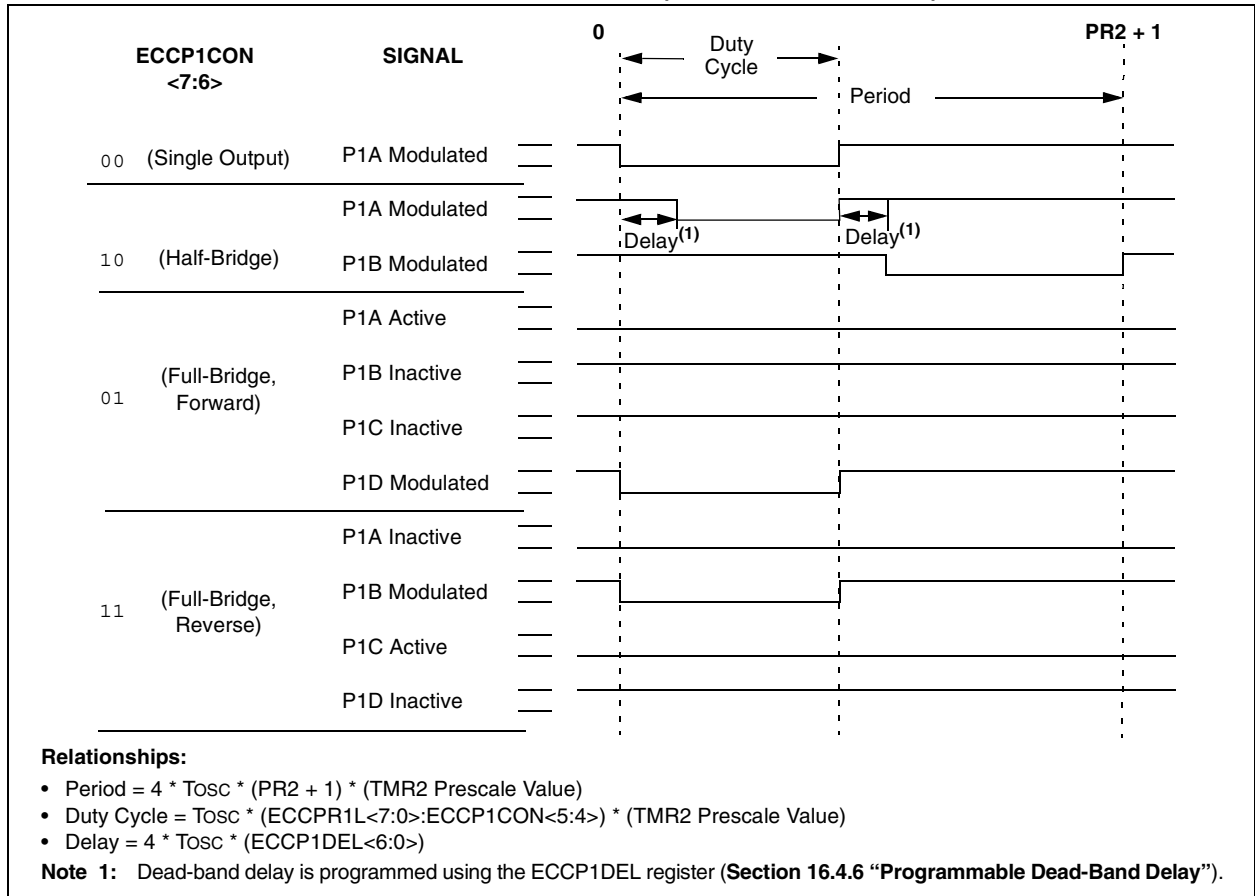 0
PR2 + 1
ECCP1CON
<7:6>
SIGNAL
Duty
Cycle
Period
00 (Single Output) P1A Modulated
P1A Modulated
Delay(1) Delay(1)
10 (Half-Bridge) P1B Modulated
P1A Active
P1B Inactive
01 (Full-Bridge,
Forward)
P1C Inactive
P1D Modulated
P1A Inactive
P1B Modulated
11 (Full-Bridge,
Reverse)
P1C Active
P1D Inactive
Relationships:
• Period = 4 * TOSC * (PR2 + 1) * (TMR2 Prescale Value)
• Duty Cycle = TOSC * (ECCPR1L<7:0>:ECCP1CON<5:4>) * (TMR2 Prescale Value)
• Delay = 4 * TOSC * (ECCP1DEL<6:0>)
Note 1: Dead-band delay is programmed using the ECCP1DEL register (Section 16.4.6 “Programmable Dead-Band Delay”).